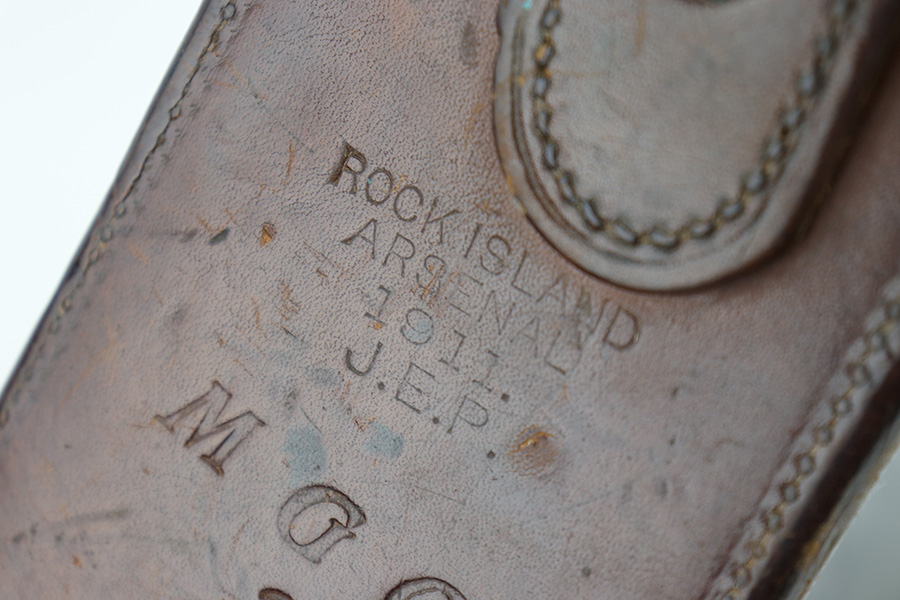 ROCK ISLAND
ARSENAL
1911.
J.E.P.
M
G